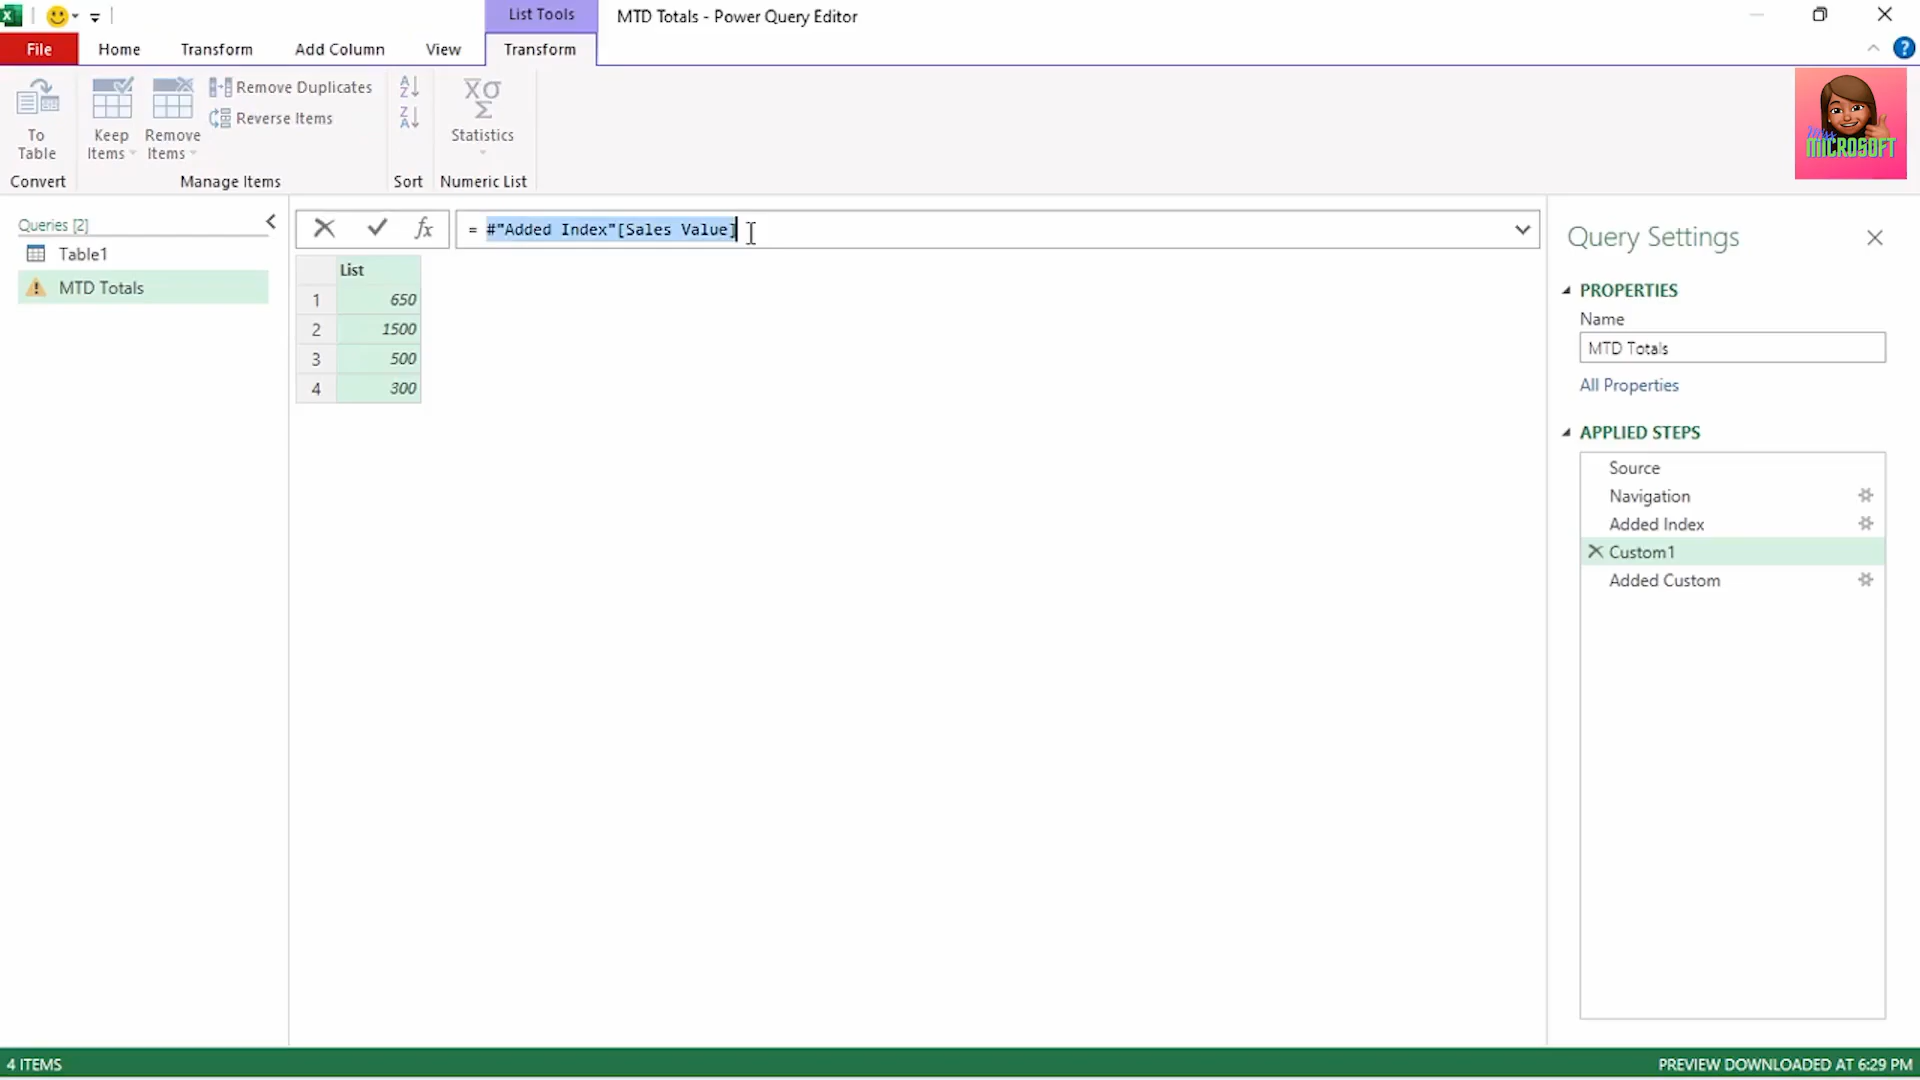 List Tools
MTD Totals - Power Query Editor
File
Home
Transform
Add Column
View
Transform
To Table
Convert
Keep Items
Remove Items
Remove Duplicates
Reverse Items
Manage Items
Sort
Statistics
Numeric List
Miss
MICROSOFT
Queries [2]
Table1
MTD Totals
fx
= #"Added Index"[Sales Value]
List
1 650
2 1500
3 500
4 300
Query Settings
PROPERTIES
Name
MTD Totals
All Properties
APPLIED STEPS
Source
Navigation
Added Index
Custom1
Added Custom
4 ITEMS
PREVIEW DOWNLOADED AT 6:29 PM